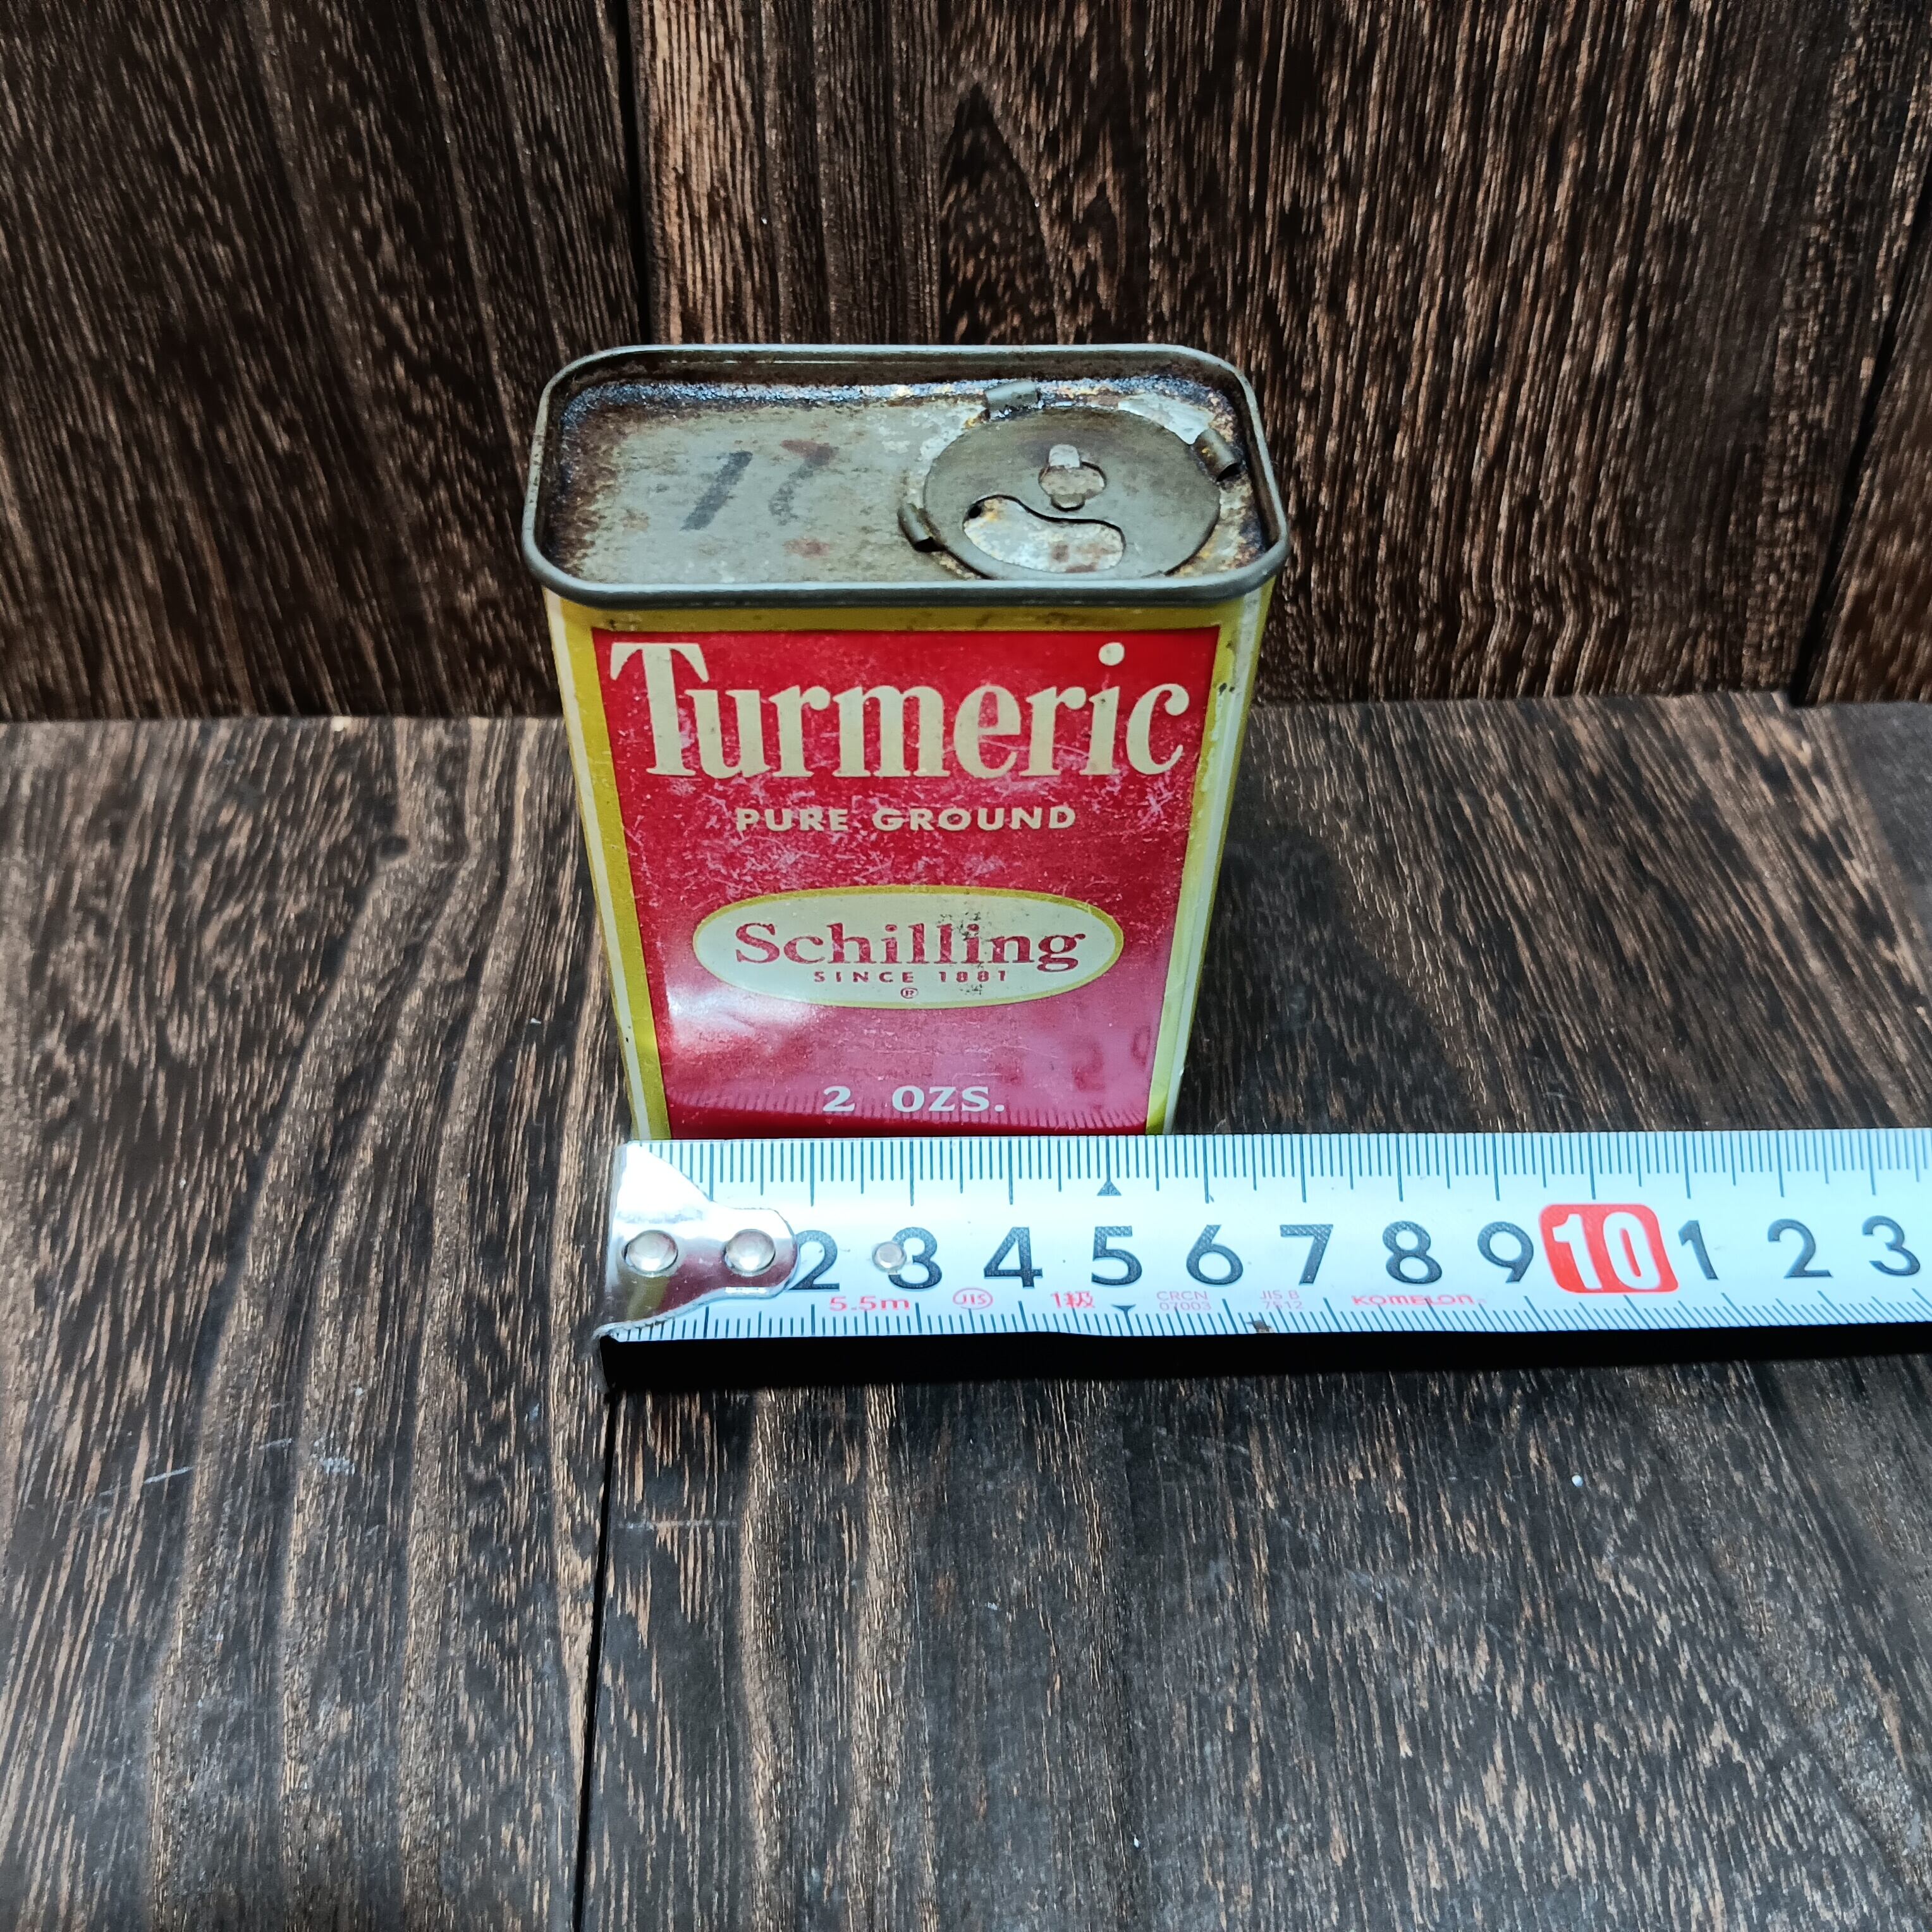 Turmeric
PURE GROUND
Schilling
SINCE 1881
®
2 OZS.
2 3 4 5 6 7 8 9 10 1 2 3
5.5m JIS 1級 CRCN 07003 JIS B 7512 KOMELON